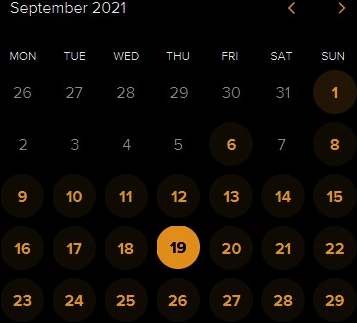 September 2021
MON TUE WED THU FRI SAT SUN
26 27 28 29 30 31 1
2 3 4 5 6 7 8
9 10 11 12 13 14 15
16 17 18 19 20 21 22
23 24 25 26 27 28 29